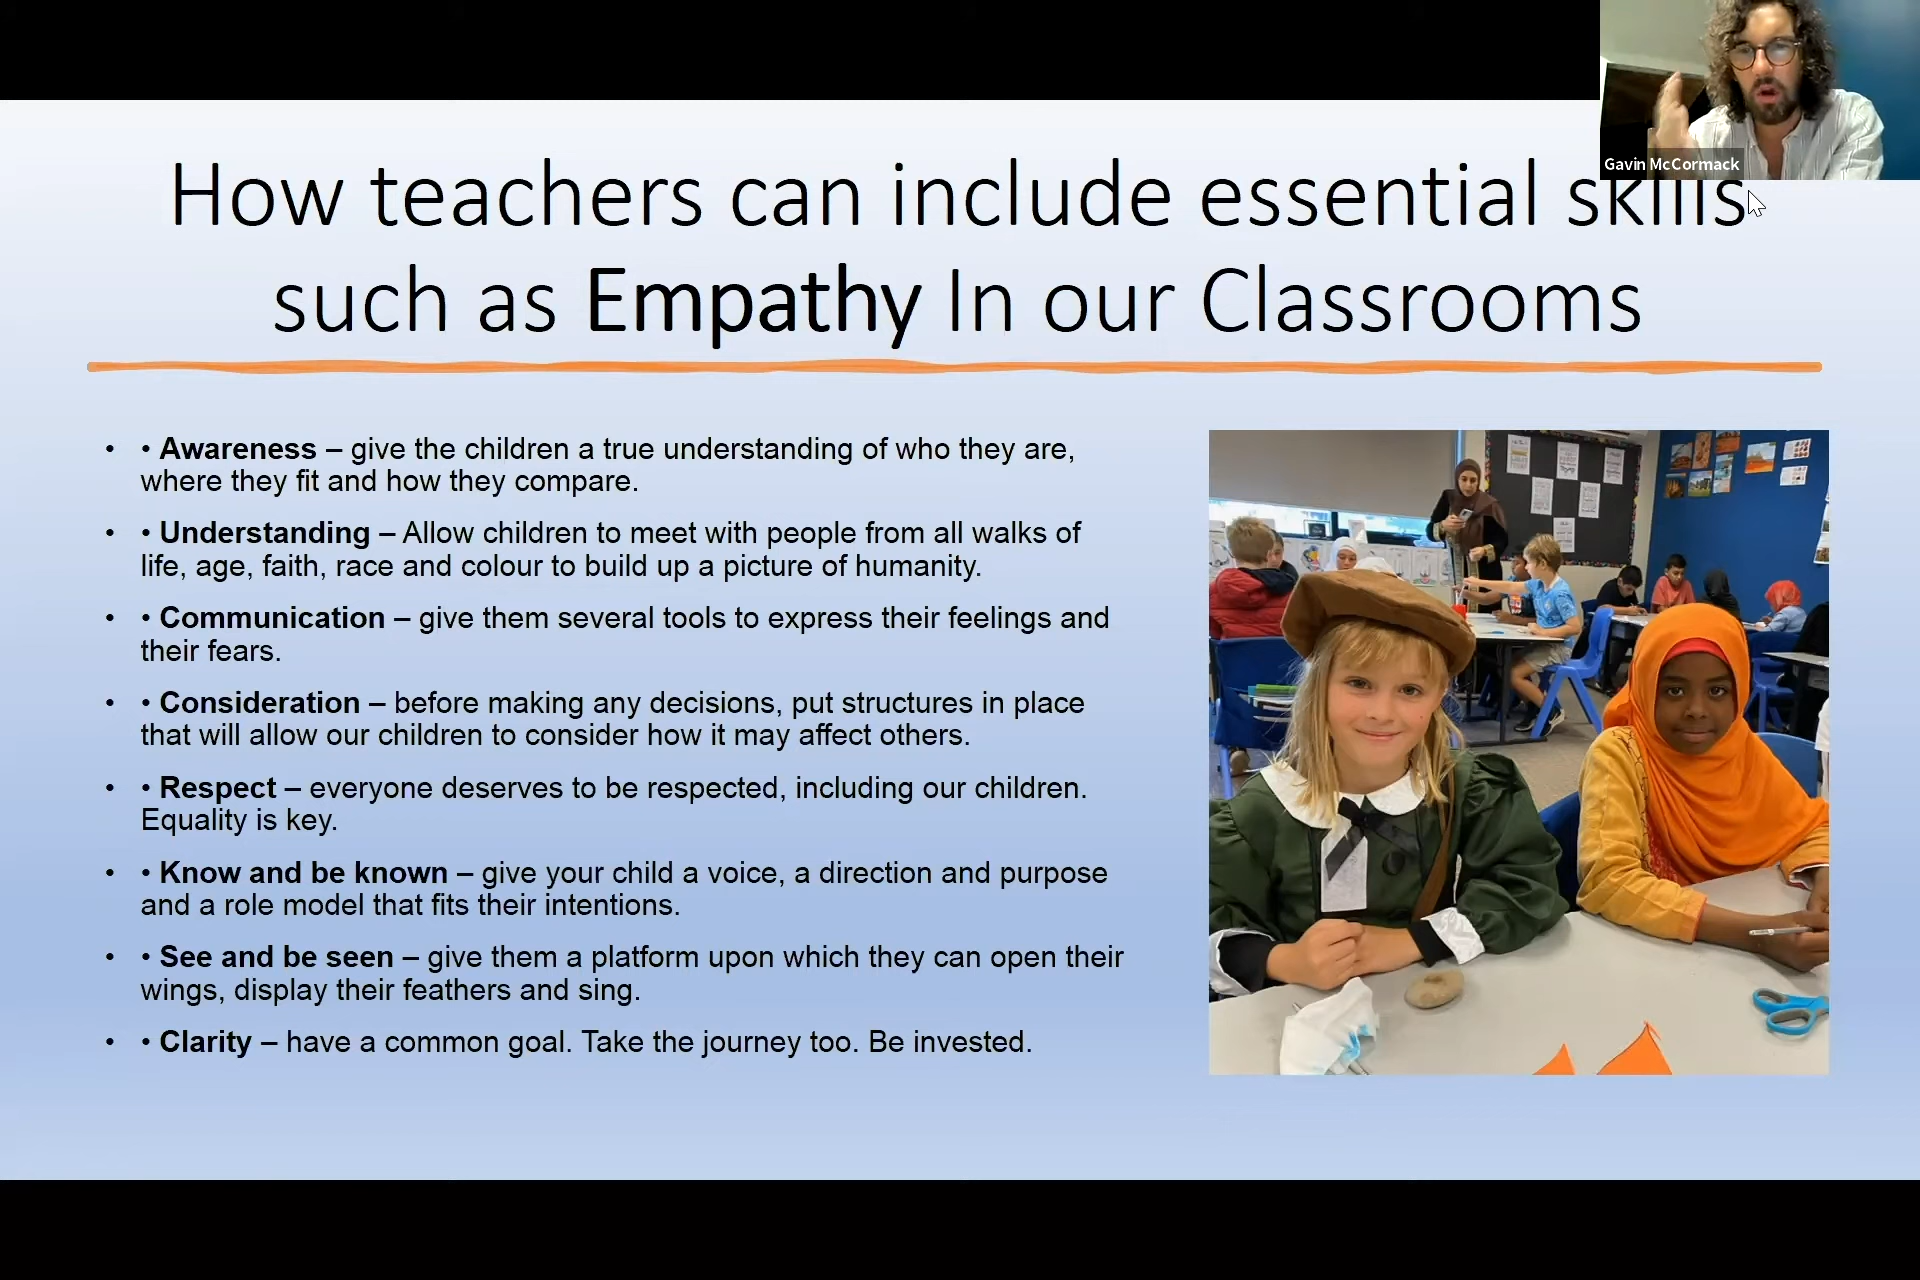 Gavin McCormack
How teachers can include essential skills
such as Empathy In our Classrooms
• • Awareness – give the children a true understanding of who they are,
where they fit and how they compare.
• • Understanding – Allow children to meet with people from all walks of
life, age, faith, race and colour to build up a picture of humanity.
• • Communication – give them several tools to express their feelings and
their fears.
• • Consideration – before making any decisions, put structures in place
that will allow our children to consider how it may affect others.
• • Respect – everyone deserves to be respected, including our children.
Equality is key.
• • Know and be known – give your child a voice, a direction and purpose
and a role model that fits their intentions.
• • See and be seen – give them a platform upon which they can open their
wings, display their feathers and sing.
• • Clarity – have a common goal. Take the journey too. Be invested.